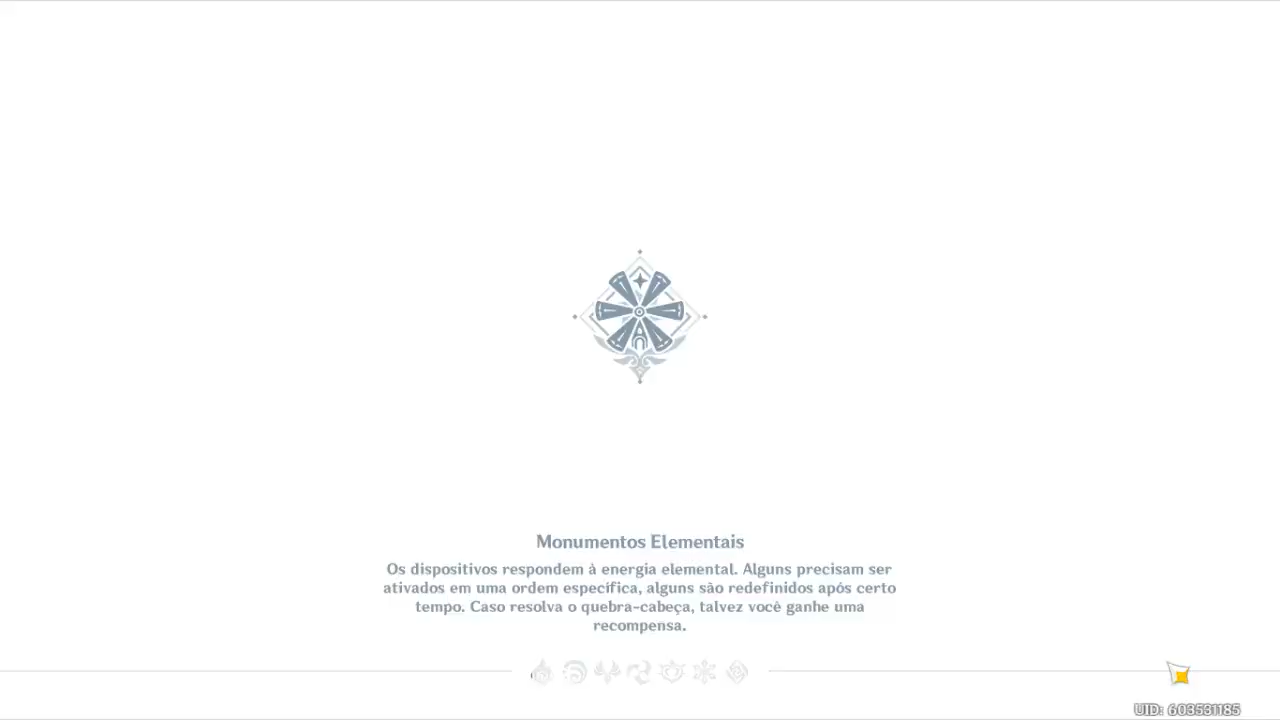 Monumentos Elementais
Os dispositivos respondem à energia elemental. Alguns precisam ser
ativados em uma ordem específica, alguns são redefinidos após certo
tempo. Caso resolva o quebra-cabeça, talvez você ganhe uma
recompensa.
UID: 603531185